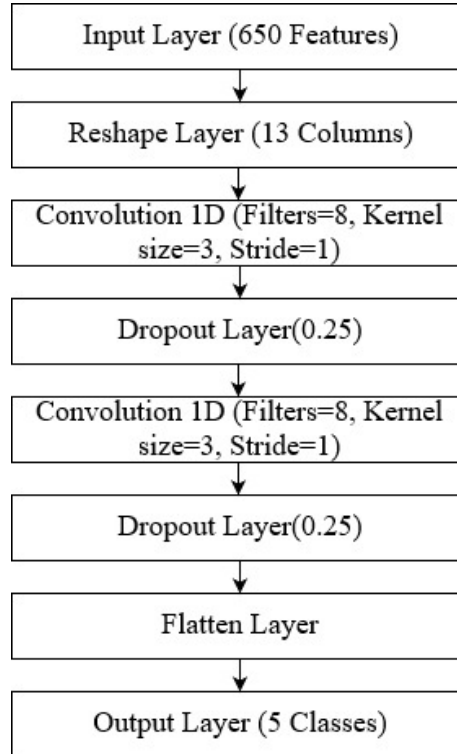 Input Layer (650 Features)
Reshape Layer (13 Columns)
Convolution 1D (Filters=8, Kernel
size=3, Stride=1)
Dropout Layer(0.25)
Convolution 1D (Filters=8, Kernel
size=3, Stride=1)
Dropout Layer(0.25)
Flatten Layer
Output Layer (5 Classes)